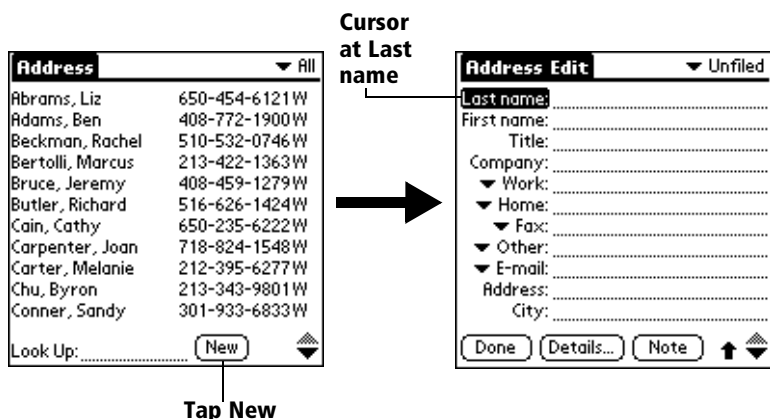 Cursor
at Last
name
Address ▼ All
Abrams, Liz 650-454-6121W
Adams, Ben 408-772-1900W
Beckman, Rachel 510-532-0746W
Bertolli, Marcus 213-422-1363W
Bruce, Jeremy 408-459-1279W
Butler, Richard 516-626-1424W
Cain, Cathy 650-235-6222W
Carpenter, Joan 718-824-1548W
Carter, Melanie 212-395-6277W
Chu, Byron 213-343-9801W
Conner, Sandy 301-933-6833W
Look Up: New
Tap New
Address Edit ▼ Unfiled
Last name:
First name:
Title:
Company:
▼ Work:
▼ Home:
▼ Fax:
▼ Other:
▼ E-mail:
Address:
City:
Done Details... Note